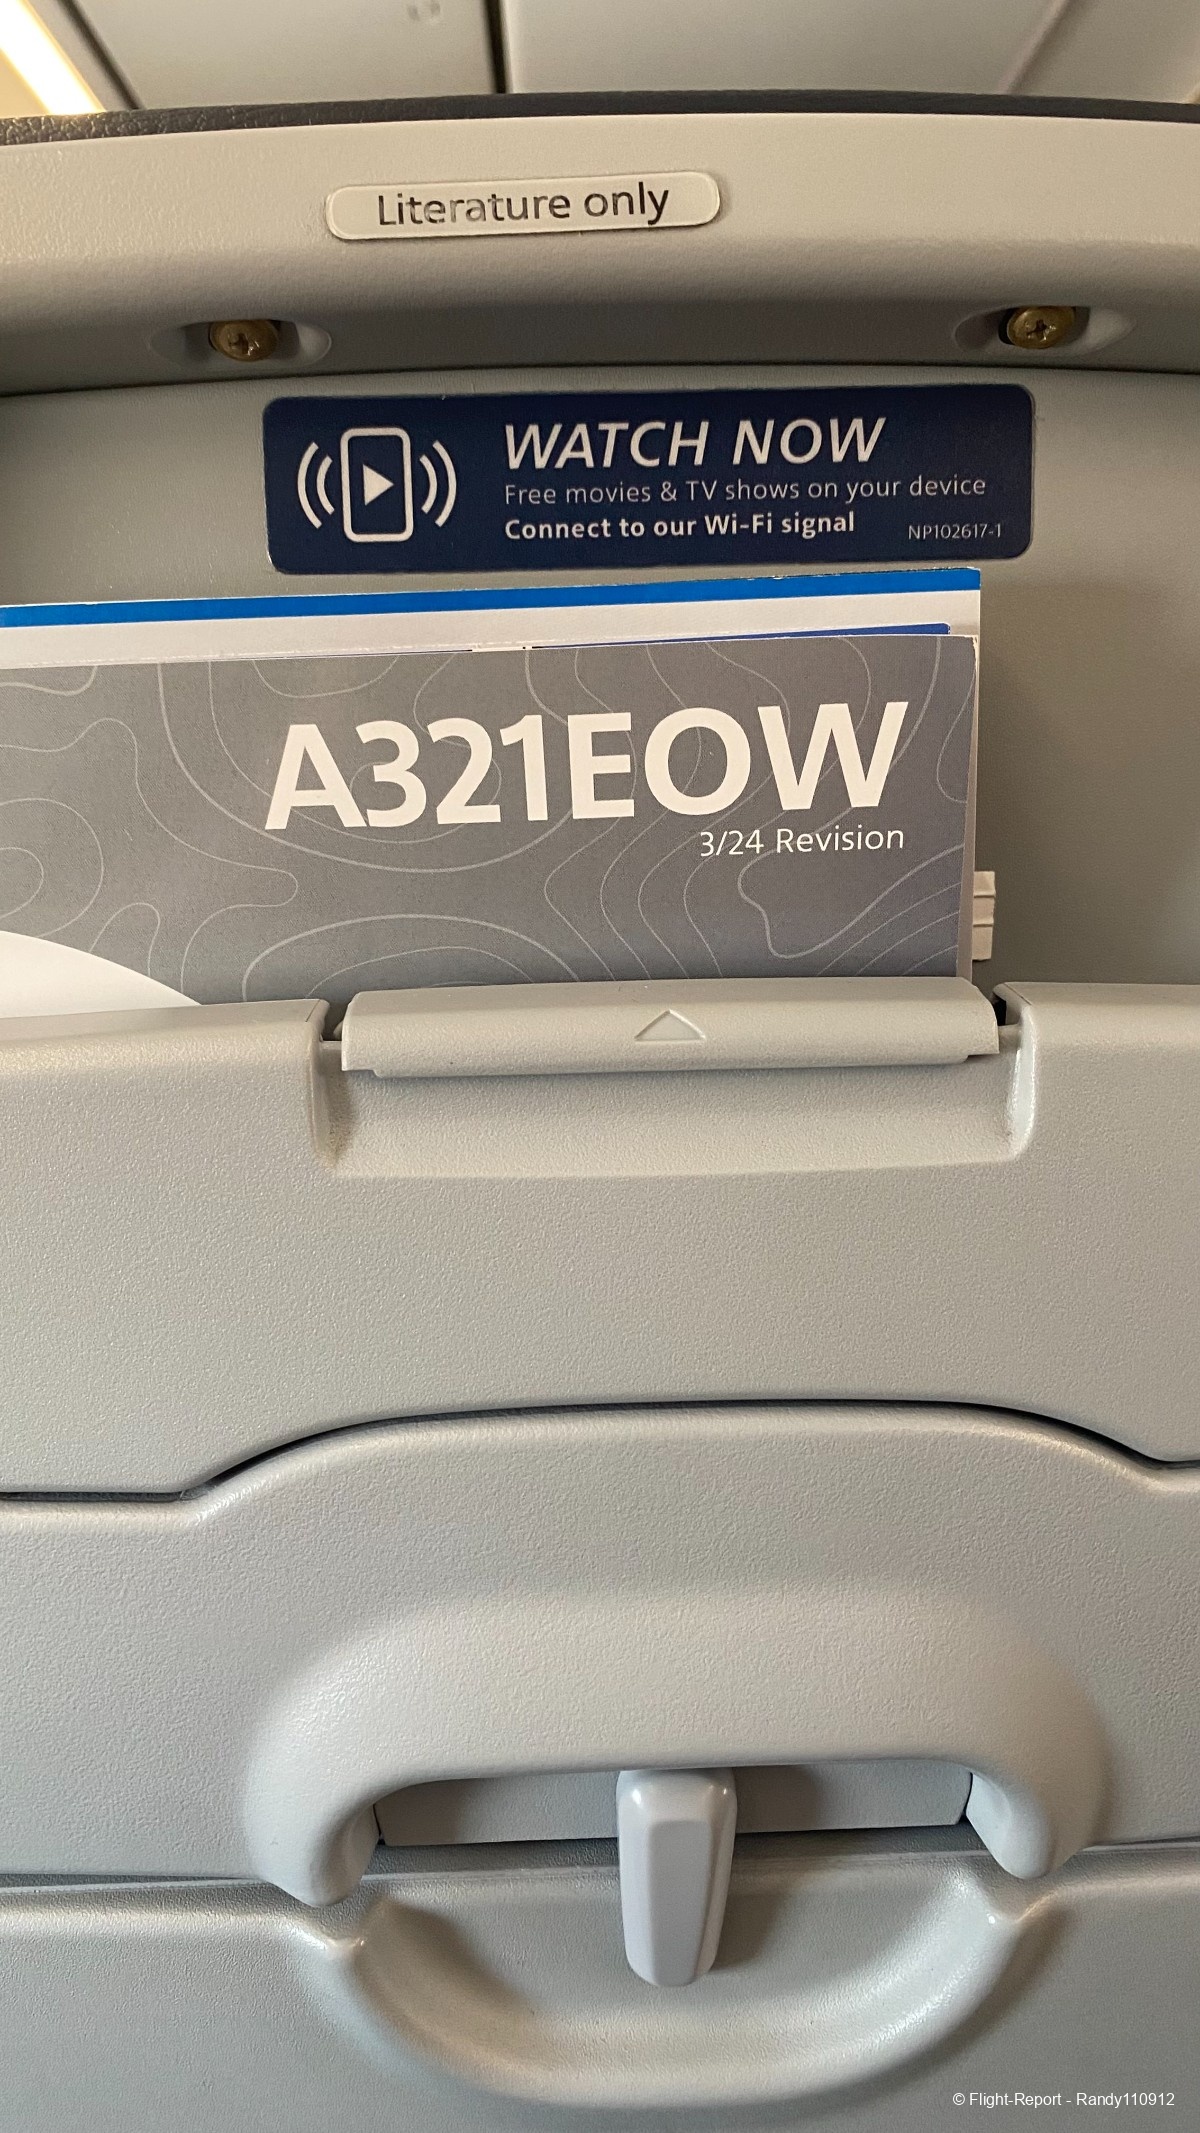 Literature only
WATCH NOW
Free movies & TV shows on your device
Connect to our Wi-Fi signal
NP102617-1
A321EOW
3/24 Revision
© Flight-Report - Randy110912